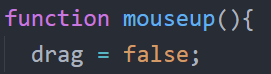 function mouseup(){
  drag = false;